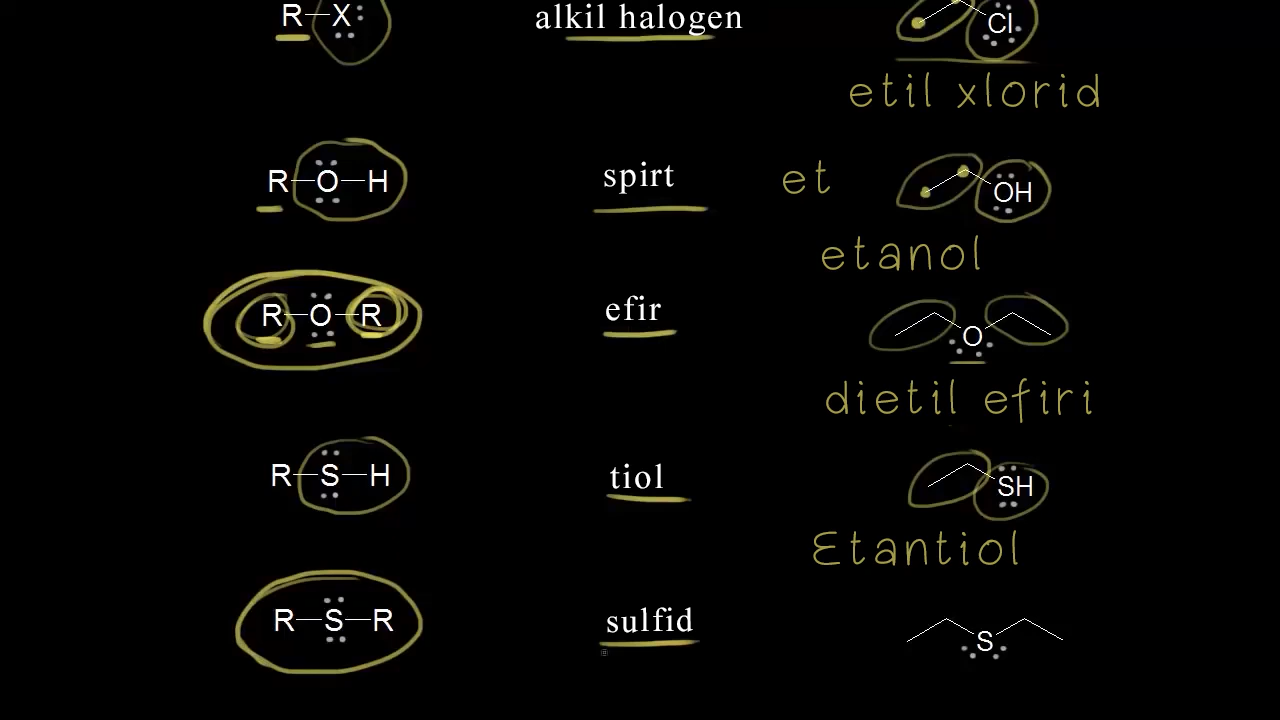 R—X alkil halogen Cl
etil xlorid
R—O—H spirt et OH
etanol
R—O—R efir O
dietil efiri
R—S—H tiol SH
Etantiol
R—S—R sulfid S